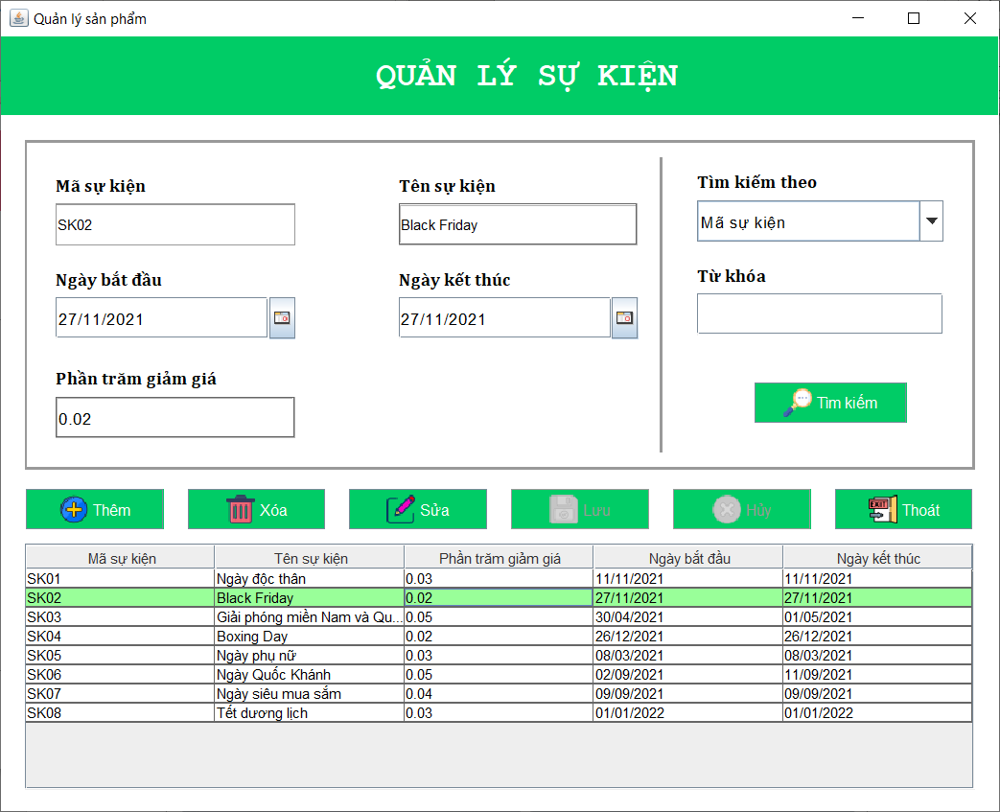 Quản lý sản phẩm
QUẢN LÝ SỰ KIỆN
Mã sự kiện
SK02
Tên sự kiện
Black Friday
Ngày bắt đầu
27/11/2021
Ngày kết thúc
27/11/2021
Phần trăm giảm giá
0.02
Tìm kiếm theo
Mã sự kiện
Từ khóa
Tìm kiếm
Thêm Xóa Sửa Lưu Hủy EXIT Thoát
Mã sự kiện Tên sự kiện Phần trăm giảm giá Ngày bắt đầu Ngày kết thúc
SK01 Ngày độc thân 0.03 11/11/2021 11/11/2021
SK02 Black Friday 0.02 27/11/2021 27/11/2021
SK03 Giải phóng miền Nam và Qu... 0.05 30/04/2021 01/05/2021
SK04 Boxing Day 0.02 26/12/2021 26/12/2021
SK05 Ngày phụ nữ 0.03 08/03/2021 08/03/2021
SK06 Ngày Quốc Khánh 0.05 02/09/2021 11/09/2021
SK07 Ngày siêu mua sắm 0.04 09/09/2021 09/09/2021
SK08 Tết dương lịch 0.03 01/01/2022 01/01/2022